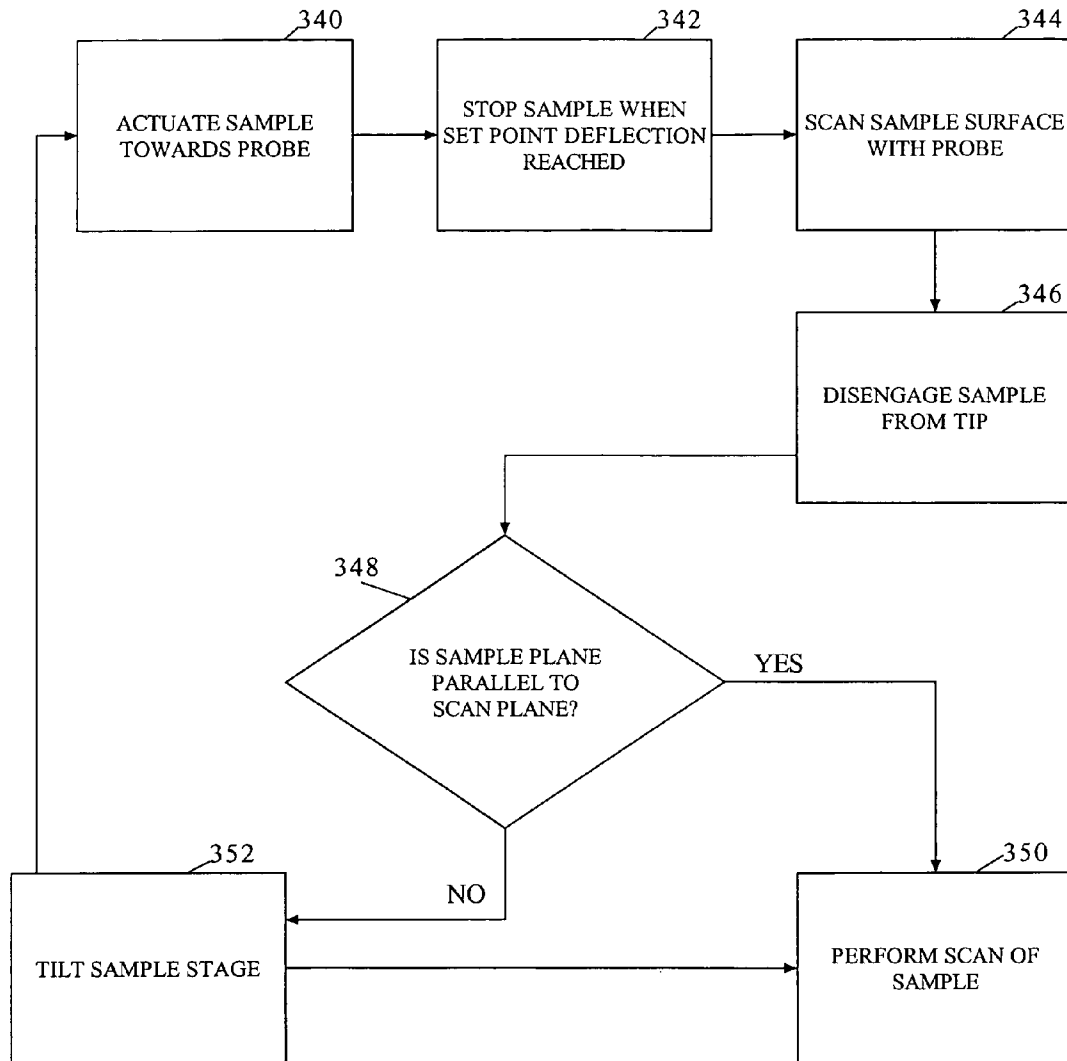 340
ACTUATE SAMPLE
TOWARDS PROBE
342
STOP SAMPLE WHEN
SET POINT DEFLECTION
REACHED
344
SCAN SAMPLE SURFACE
WITH PROBE
346
DISENGAGE SAMPLE
FROM TIP
348
IS SAMPLE PLANE
PARALLEL TO
SCAN PLANE?
YES
NO
352
TILT SAMPLE STAGE
350
PERFORM SCAN OF
SAMPLE